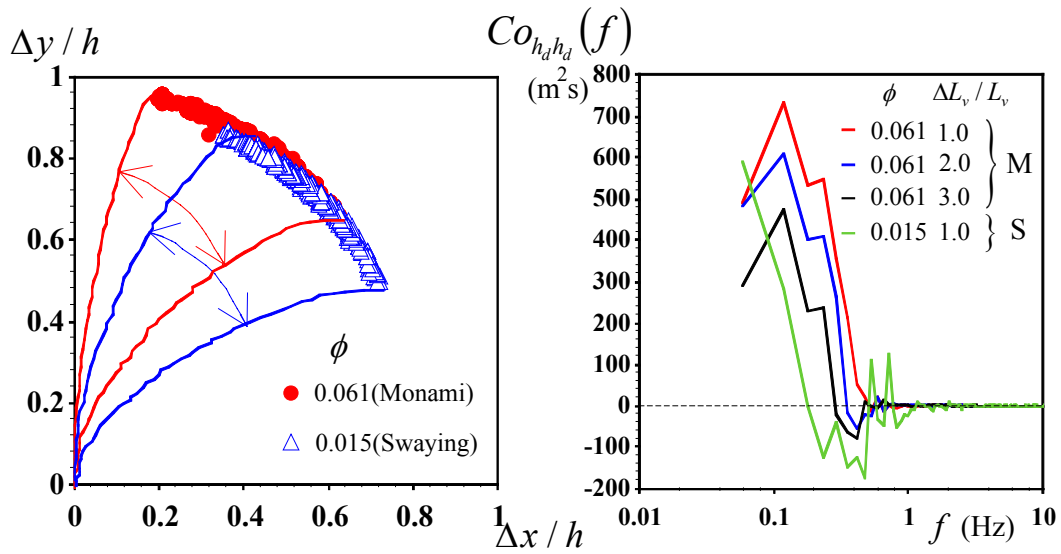 Δy / h
1
0.8
0.6
0.4
0.2
0
0 0.2 0.4 0.6 0.8 1
Δx / h
ϕ
0.061(Monami)
0.015(Swaying)
Co_{h_d h_d}(f)
(m²s)
800
700
600
500
400
300
200
100
0
-100
-200
0.01 0.1 1 10
f (Hz)
ϕ ΔL_v / L_v
0.061 1.0
0.061 2.0
0.061 3.0
} M
0.015 1.0 } S